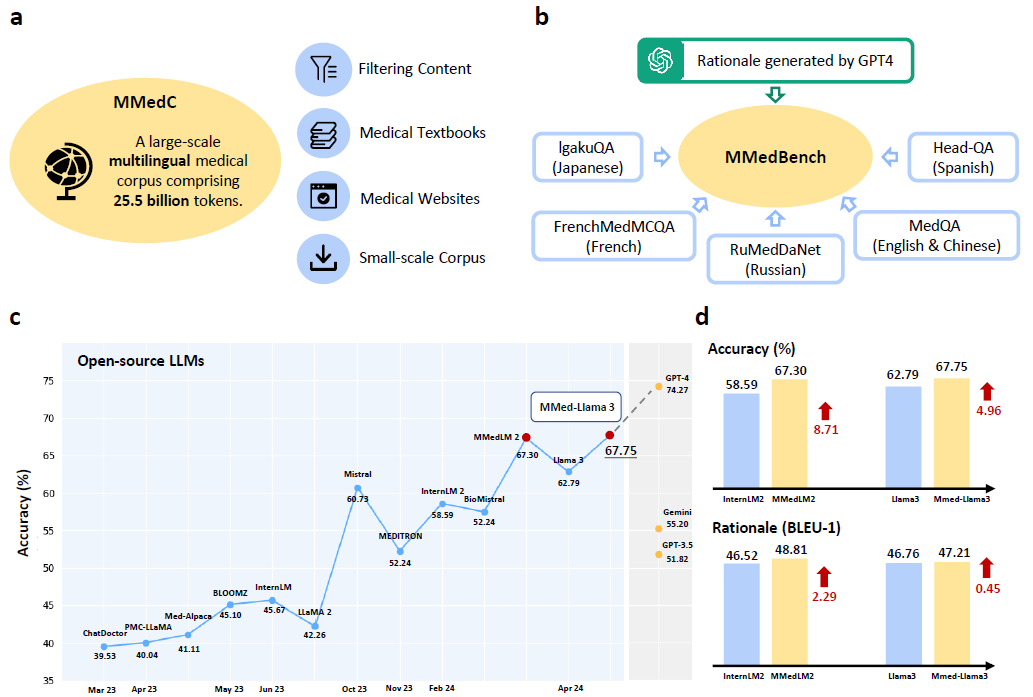 a
MMedC
A large-scale
multilingual medical
corpus comprising
25.5 billion tokens.
Filtering Content
Medical Textbooks
Medical Websites
Small-scale Corpus
b
Rationale generated by GPT4
MMedBench
IgakuQA
(Japanese)
Head-QA
(Spanish)
FrenchMedMCQA
(French)
RuMedDaNet
(Russian)
MedQA
(English & Chinese)
c
Open-source LLMs
Accuracy (%)
75
70
65
60
55
50
45
40
35
ChatDoctor
39.53
PMC-LLaMA
40.04
Med-Alpaca
41.11
BLOOMZ
45.10
InternLM
45.67
LLaMA 2
42.26
Mistral
60.73
MEDITRON
52.24
InternLM 2
58.59
BioMistral
52.24
MMedLM 2
67.30
Llama 3
62.79
MMed-Llama 3
67.75
GPT-4
74.27
Gemini
55.20
GPT-3.5
51.82
Mar 23
Apr 23
May 23
Jun 23
Oct 23
Nov 23
Feb 24
Apr 24
d
Accuracy (%)
58.59
67.30
8.71
62.79
67.75
4.96
InternLM2
MMedLM2
Llama3
Mmed-Llama3
Rationale (BLEU-1)
46.52
48.81
2.29
46.76
47.21
0.45
InternLM2
MMedLM2
Llama3
Mmed-Llama3